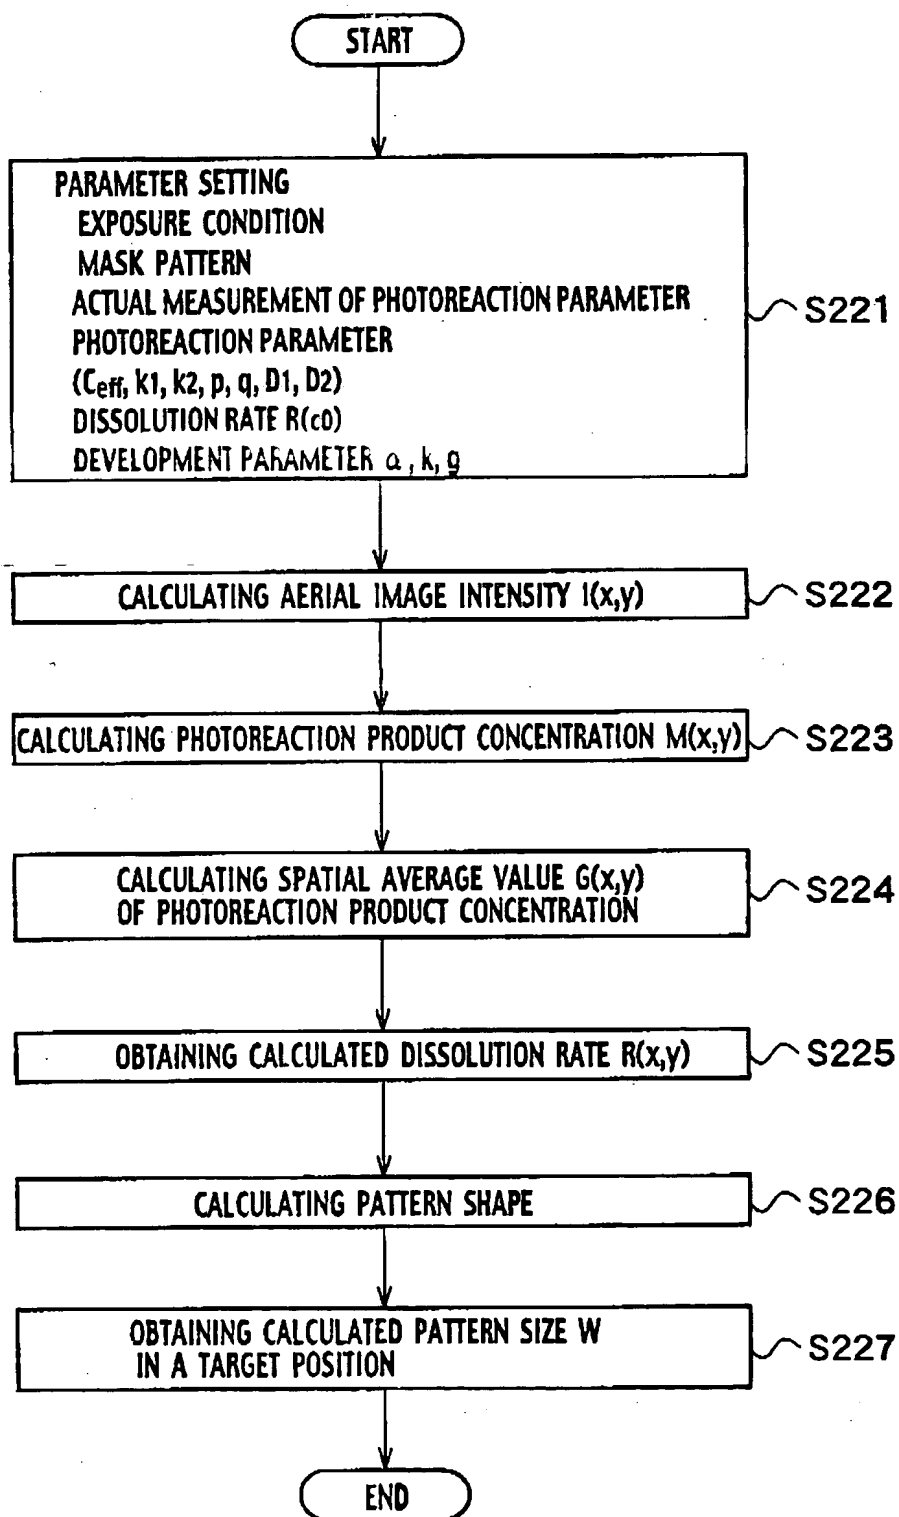 START
PARAMETER SETTING
EXPOSURE CONDITION
MASK PATTERN
ACTUAL MEASUREMENT OF PHOTOREACTION PARAMETER
PHOTOREACTION PARAMETER
(Ceff, k1, k2, p, q, D1, D2)
DISSOLUTION RATE R(c0)
DEVELOPMENT PARAMETER α, k, g
S221
CALCULATING AERIAL IMAGE INTENSITY I(x,y)
S222
CALCULATING PHOTOREACTION PRODUCT CONCENTRATION M(x,y)
S223
CALCULATING SPATIAL AVERAGE VALUE G(x,y)
OF PHOTOREACTION PRODUCT CONCENTRATION
S224
OBTAINING CALCULATED DISSOLUTION RATE R(x,y)
S225
CALCULATING PATTERN SHAPE
S226
OBTAINING CALCULATED PATTERN SIZE W
IN A TARGET POSITION
S227
END